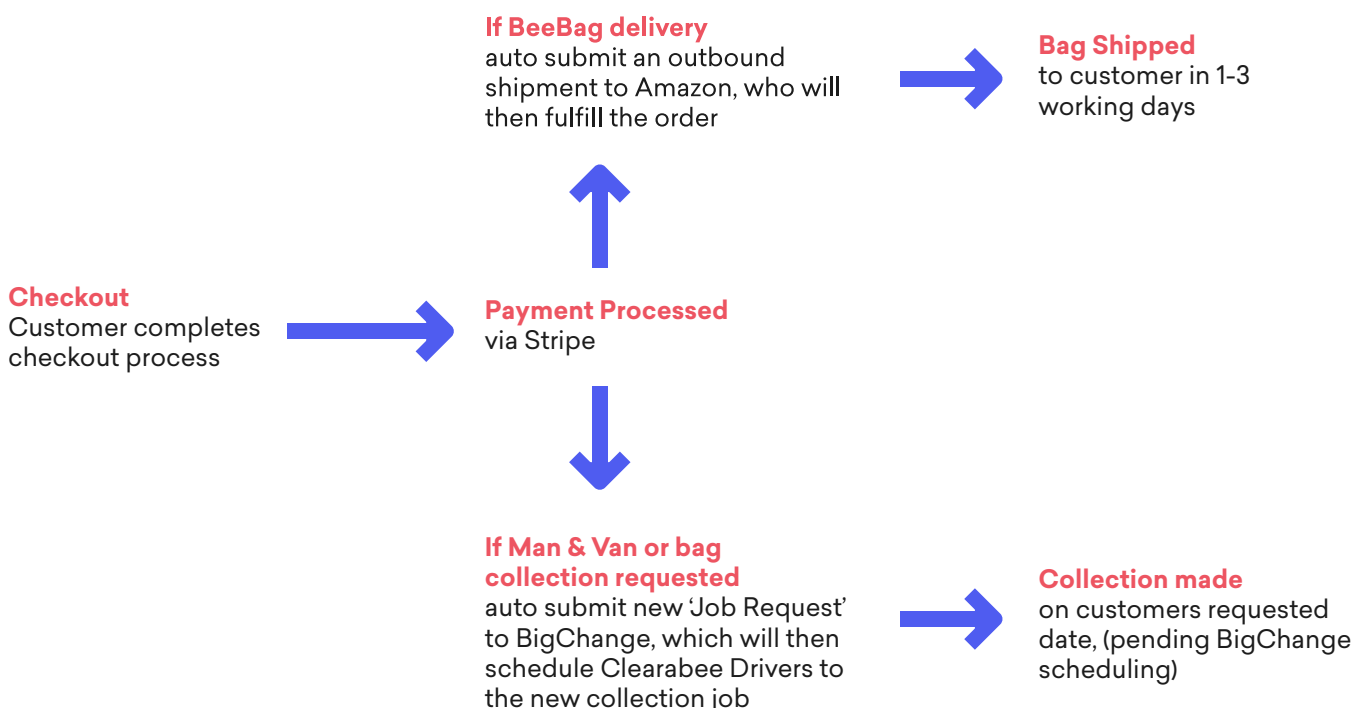 If BeeBag delivery
auto submit an outbound
shipment to Amazon, who will
then fulfill the order
Bag Shipped
to customer in 1-3
working days
Checkout
Customer completes
checkout process
Payment Processed
via Stripe
If Man & Van or bag
collection requested
auto submit new ‘Job Request’
to BigChange, which will then
schedule Clearabee Drivers to
the new collection job
Collection made
on customers requested
date, (pending BigChange
scheduling)